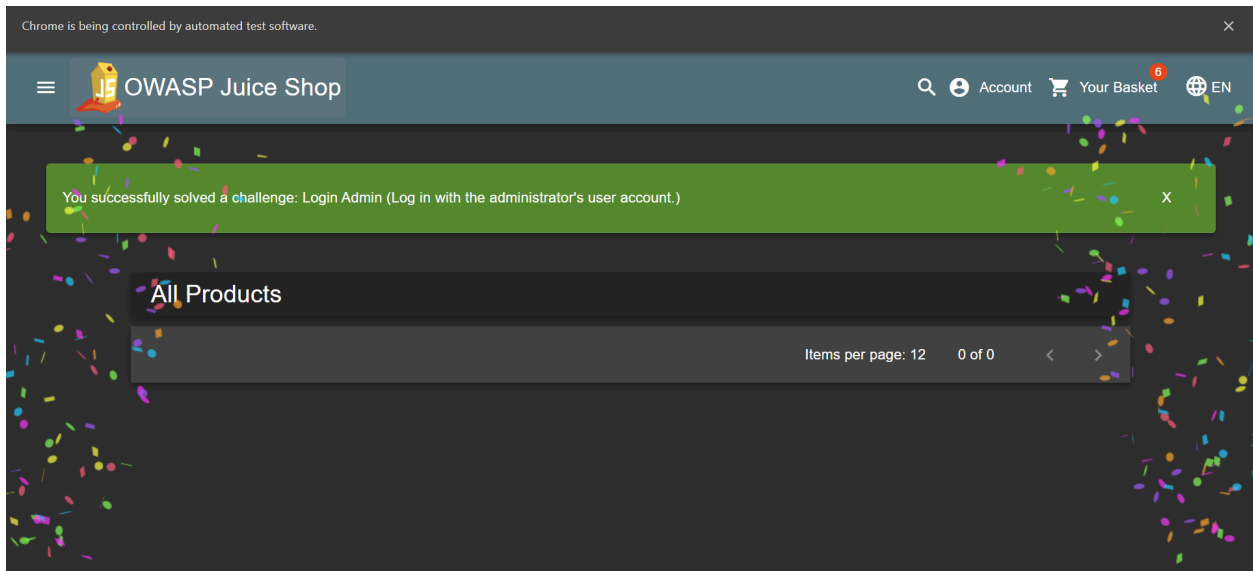 Chrome is being controlled by automated test software.
JS OWASP Juice Shop
Account
6
Your Basket
EN
You successfully solved a challenge: Login Admin (Log in with the administrator's user account.)
X
All Products
Items per page: 12
0 of 0